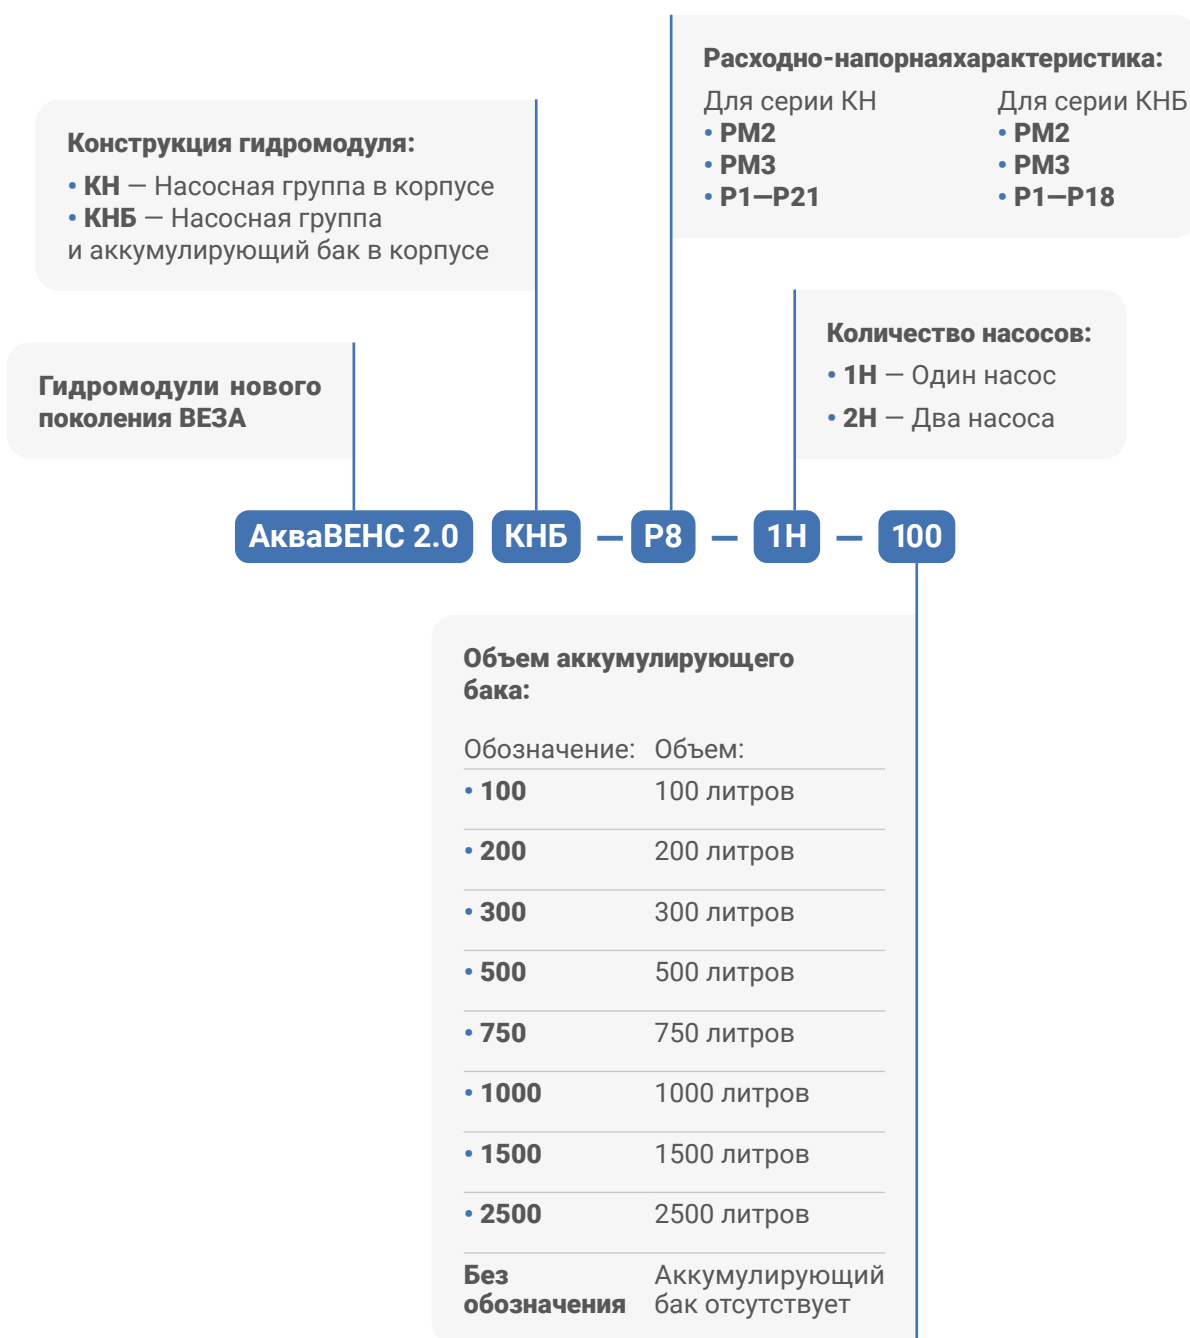 Расходно-напорнаяхарактеристика:
Для серии КН
• РМ2
• РМ3
• Р1—Р21
Для серии КНБ
• РМ2
• РМ3
• Р1—Р18
Конструкция гидромодуля:
• КН — Насосная группа в корпусе
• КНБ — Насосная группа
и аккумулирующий бак в корпусе
Количество насосов:
• 1Н — Один насос
• 2Н — Два насоса
Гидромодули нового
поколения ВЕЗА
АкваВЕНС 2.0 КНБ — Р8 — 1Н — 100
Объем аккумулирующего
бака:
Обозначение: Объем:
• 100 100 литров
• 200 200 литров
• 300 300 литров
• 500 500 литров
• 750 750 литров
• 1000 1000 литров
• 1500 1500 литров
• 2500 2500 литров
Без
обозначения
Аккумулирующий
бак отсутствует